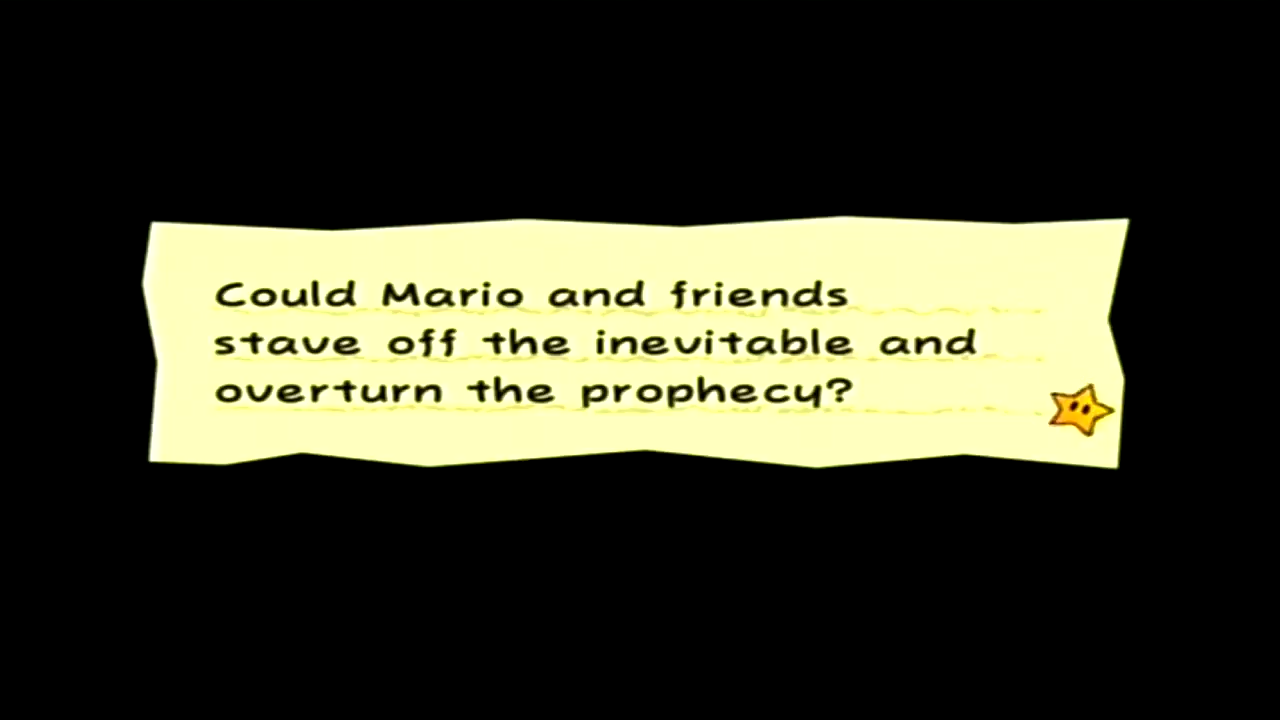 Could Mario and friends
stave off the inevitable and
overturn the prophecy?